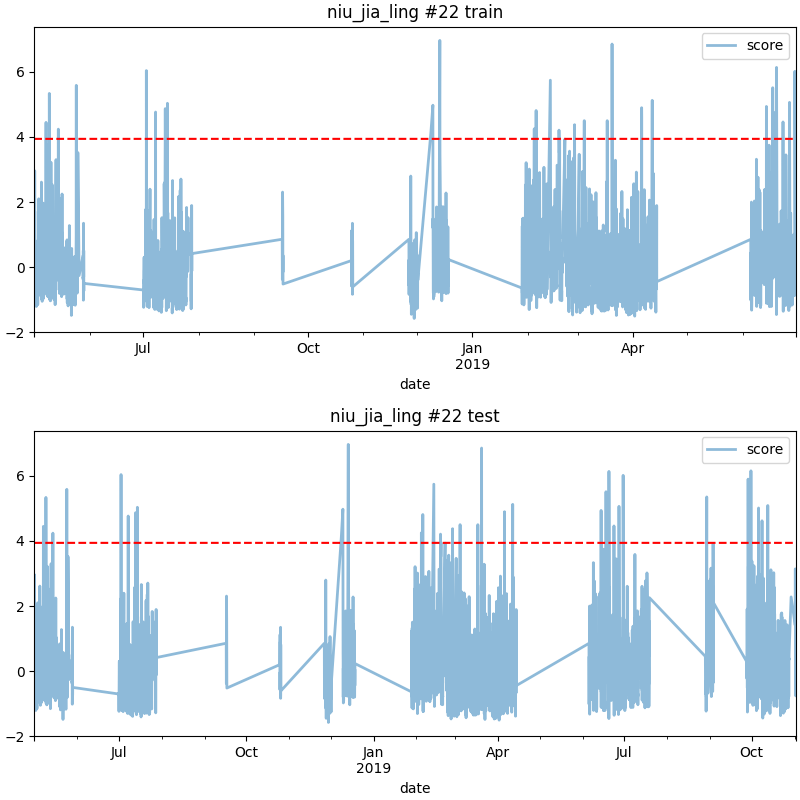 niu_jia_ling #22 train
score
6
4
2
0
−2
Jul
Oct
Jan
2019
Apr
date
niu_jia_ling #22 test
score
6
4
2
0
−2
Jul
Oct
Jan
2019
Apr
Jul
Oct
date